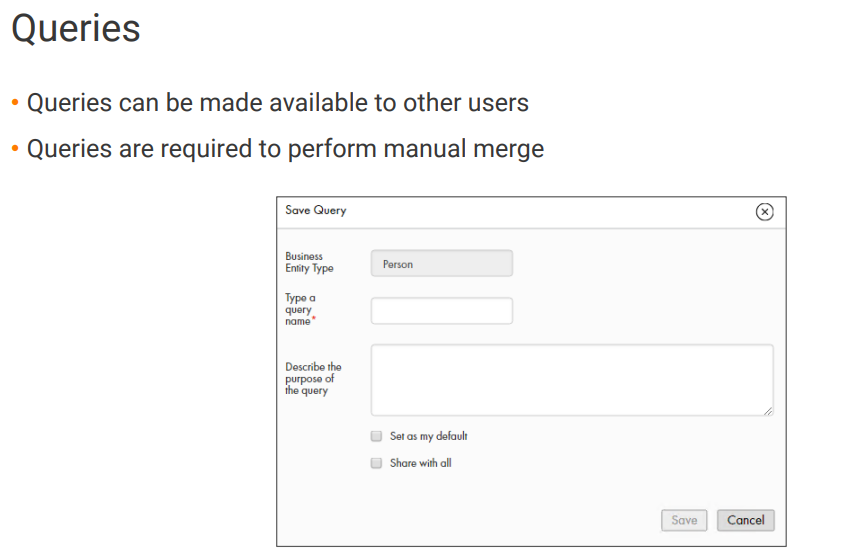 Queries
• Queries can be made available to other users
• Queries are required to perform manual merge
Save Query
Business
Entity Type
Person
Type a
query
name*
Describe the
purpose of
the query
Set as my default
Share with all
Save
Cancel